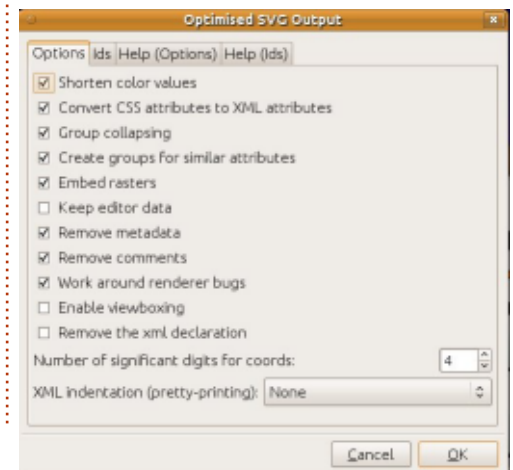 Optimised SVG Output
Options Ids Help (Options) Help (Ids)
Shorten color values
Convert CSS attributes to XML attributes
Group collapsing
Create groups for similar attributes
Embed rasters
Keep editor data
Remove metadata
Remove comments
Work around renderer bugs
Enable viewboxing
Remove the xml declaration
Number of significant digits for coords: 4
XML indentation (pretty-printing): None
Cancel OK